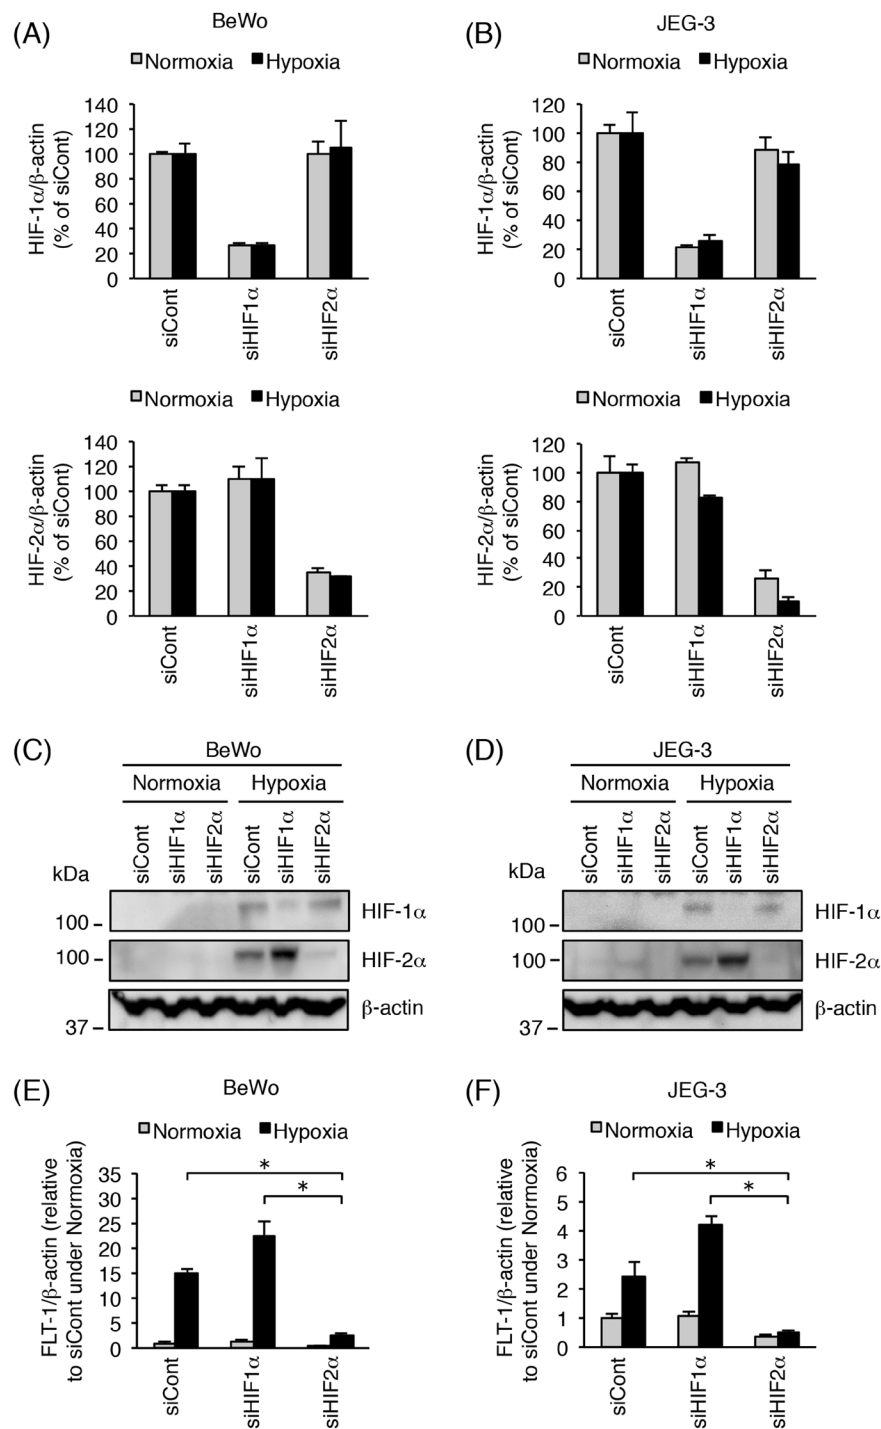 (A)
BeWo
Normoxia Hypoxia
HIF-1α/β-actin
(% of siCont)
140
120
100
80
60
40
20
0
siCont
siHIF1α
siHIF2α
(B)
JEG-3
Normoxia Hypoxia
HIF-1α/β-actin
(% of siCont)
120
100
80
60
40
20
0
siCont
siHIF1α
siHIF2α
Normoxia Hypoxia
HIF-2α/β-actin
(% of siCont)
140
120
100
80
60
40
20
0
siCont
siHIF1α
siHIF2α
Normoxia Hypoxia
HIF-2α/β-actin
(% of siCont)
120
100
80
60
40
20
0
siCont
siHIF1α
siHIF2α
(C)
BeWo
Normoxia Hypoxia
siCont siHIF1α siHIF2α siCont siHIF1α siHIF2α
kDa
100 HIF-1α
100 HIF-2α
37 β-actin
(D)
JEG-3
Normoxia Hypoxia
siCont siHIF1α siHIF2α siCont siHIF1α siHIF2α
kDa
100 HIF-1α
100 HIF-2α
37 β-actin
(E)
BeWo
Normoxia Hypoxia
FLT-1/β-actin (relative
to siCont under Normoxia)
35
30
25
20
15
10
5
0
*
*
siCont
siHIF1α
siHIF2α
(F)
JEG-3
Normoxia Hypoxia
FLT-1/β-actin (relative
to siCont under Normoxia)
6
5
4
3
2
1
0
*
*
siCont
siHIF1α
siHIF2α